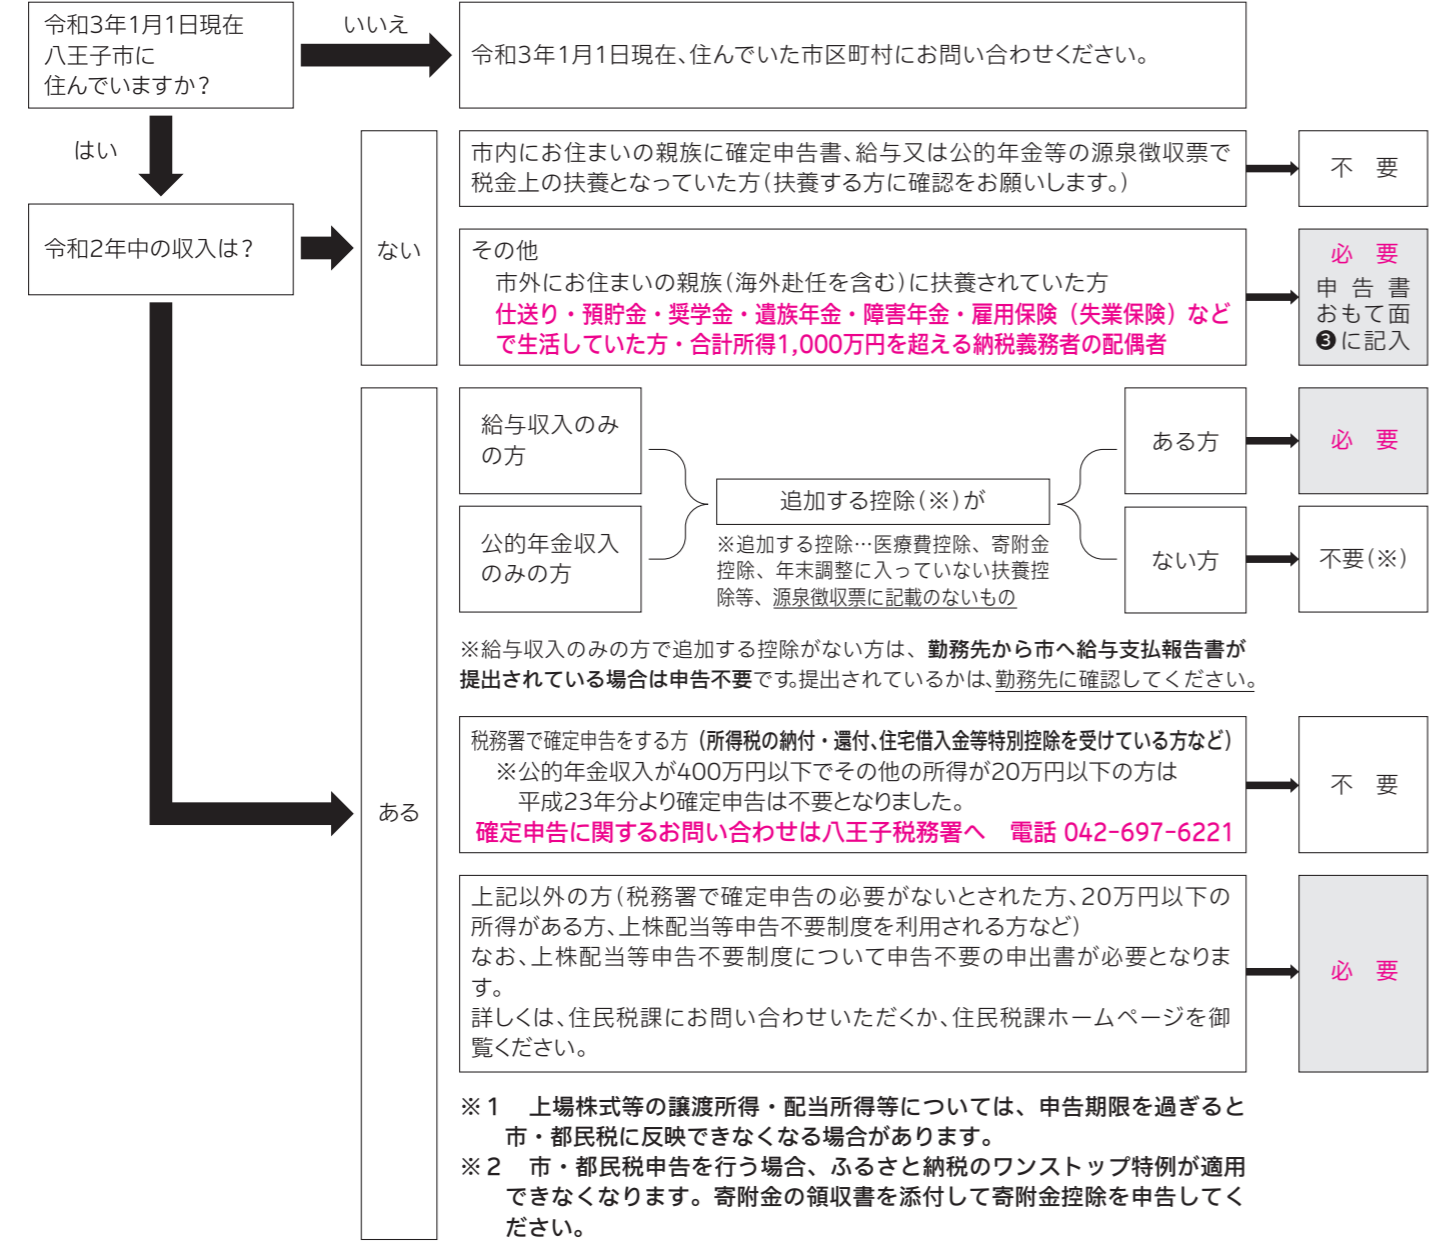 令和3年1月1日現在
八王子市に
住んでいますか？
いいえ
令和3年1月1日現在、住んでいた市区町村にお問い合わせください。
はい
令和2年中の収入は？
ない
市内にお住まいの親族に確定申告書、給与又は公的年金等の源泉徴収票で
税金上の扶養となっていた方（扶養する方に確認をお願いします。）
不　要
その他
市外にお住まいの親族（海外赴任を含む）に扶養されていた方
仕送り・預貯金・奨学金・遺族年金・障害年金・雇用保険（失業保険）など
で生活していた方・合計所得1,000万円を超える納税義務者の配偶者
必　要
申 告 書
おもて面
❸に記入
ある
給与収入のみ
の方
公的年金収入
のみの方
追加する控除（※）が
※追加する控除…医療費控除、寄附金
控除、年末調整に入っていない扶養控
除等、源泉徴収票に記載のないもの
ある方
必　要
ない方
不要（※）
※給与収入のみの方で追加する控除がない方は、勤務先から市へ給与支払報告書が
提出されている場合は申告不要です。提出されているかは、勤務先に確認してください。
税務署で確定申告をする方（所得税の納付・還付、住宅借入金等特別控除を受けている方など）
※公的年金収入が400万円以下でその他の所得が20万円以下の方は
平成23年分より確定申告は不要となりました。
確定申告に関するお問い合わせは八王子税務署へ　電話 042-697-6221
不　要
上記以外の方（税務署で確定申告の必要がないとされた方、20万円以下の
所得がある方、上株配当等申告不要制度を利用される方など）
なお、上株配当等申告不要制度について申告不要の申出書が必要となりま
す。
詳しくは、住民税課にお問い合わせいただくか、住民税課ホームページを御
覧ください。
必　要
※１　上場株式等の譲渡所得・配当所得等については、申告期限を過ぎると
市・都民税に反映できなくなる場合があります。
※２　市・都民税申告を行う場合、ふるさと納税のワンストップ特例が適用
できなくなります。寄附金の領収書を添付して寄附金控除を申告してく
ださい。